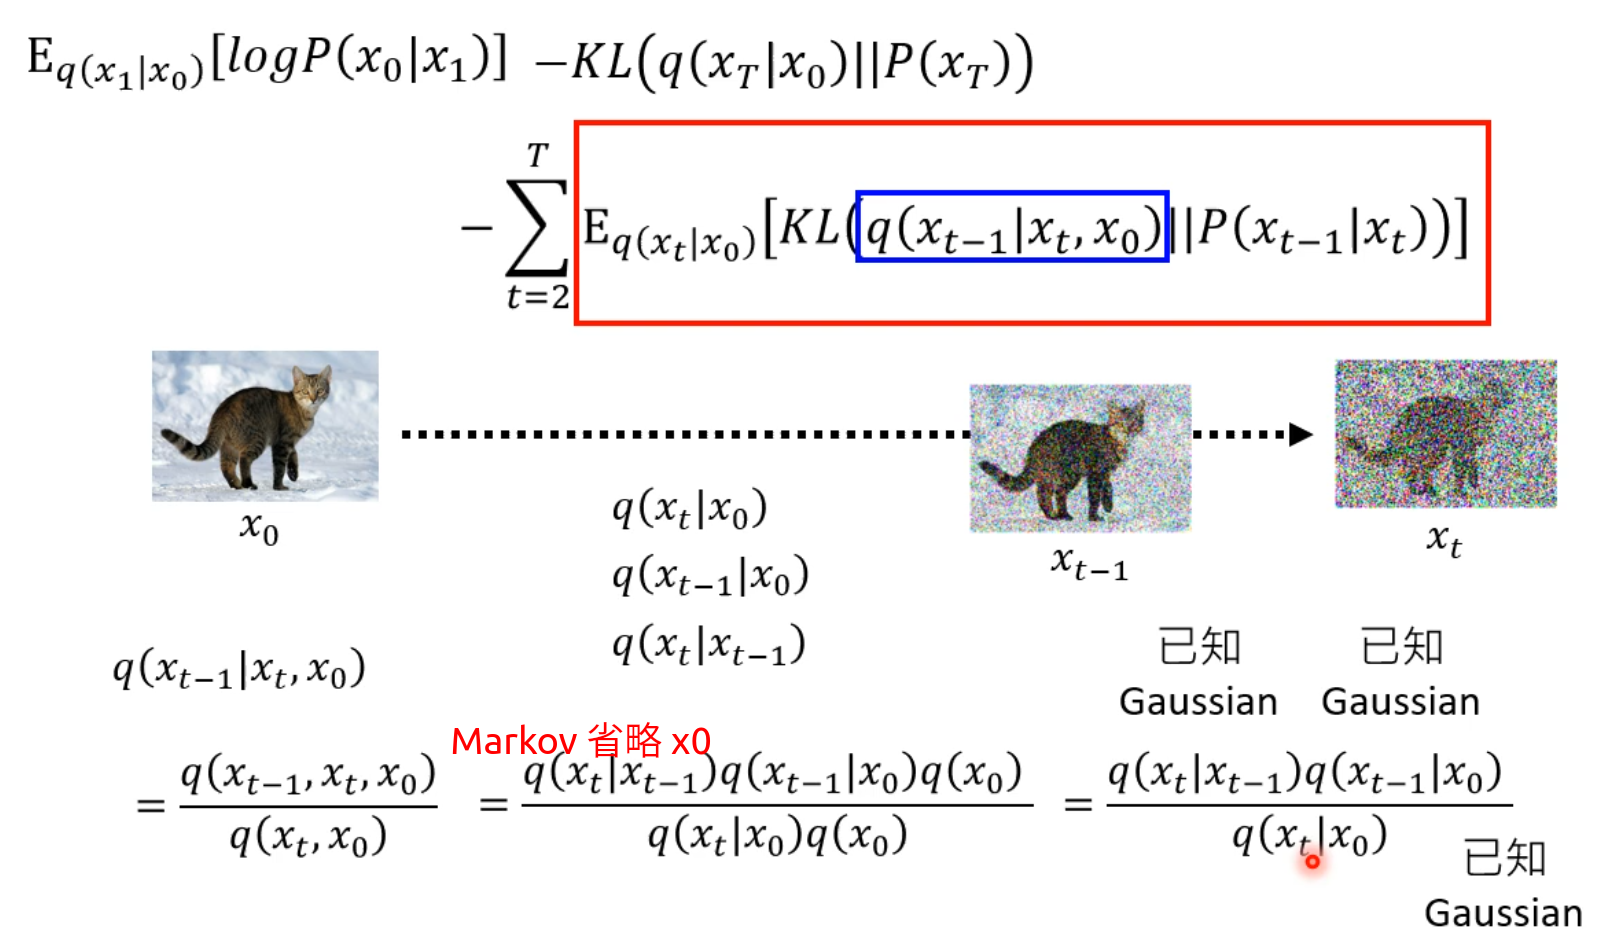 E_{q(x_1|x_0)}[logP(x_0|x_1)] −KL(q(x_T|x_0)||P(x_T))
−∑_{t=2}^{T} E_{q(x_t|x_0)}[KL(q(x_{t−1}|x_t, x_0)||P(x_{t−1}|x_t))]
x_0
x_{t−1}
x_t
q(x_t|x_0)
q(x_{t−1}|x_0)
q(x_t|x_{t−1})
已知
Gaussian
已知
Gaussian
q(x_{t−1}|x_t, x_0)
Markov 省略 x0
= \frac{q(x_{t−1}, x_t, x_0)}{q(x_t, x_0)} = \frac{q(x_t|x_{t−1})q(x_{t−1}|x_0)q(x_0)}{q(x_t|x_0)q(x_0)} = \frac{q(x_t|x_{t−1})q(x_{t−1}|x_0)}{q(x_t|x_0)}
已知
Gaussian